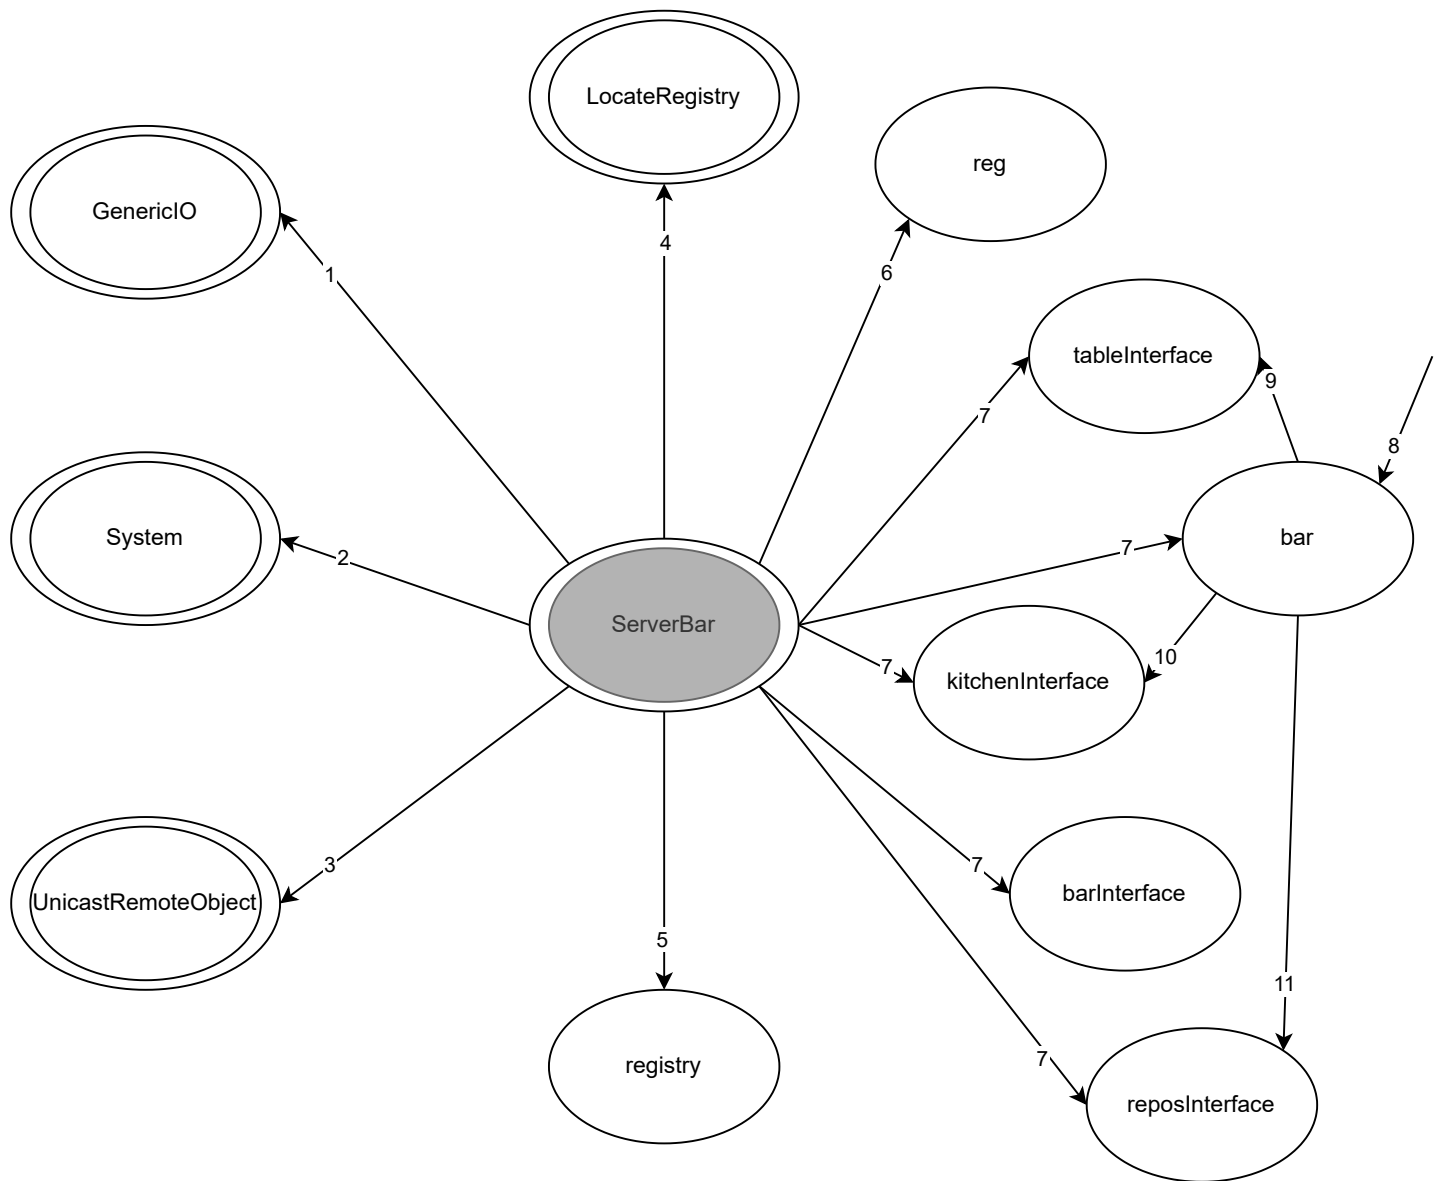 LocateRegistry
reg
GenericIO
4
6
1
tableInterface
9
7
8
System
bar
2
7
ServerBar
10
7
kitchenInterface
3
7
barInterface
UnicastRemoteObject
5
11
7
registry
reposInterface